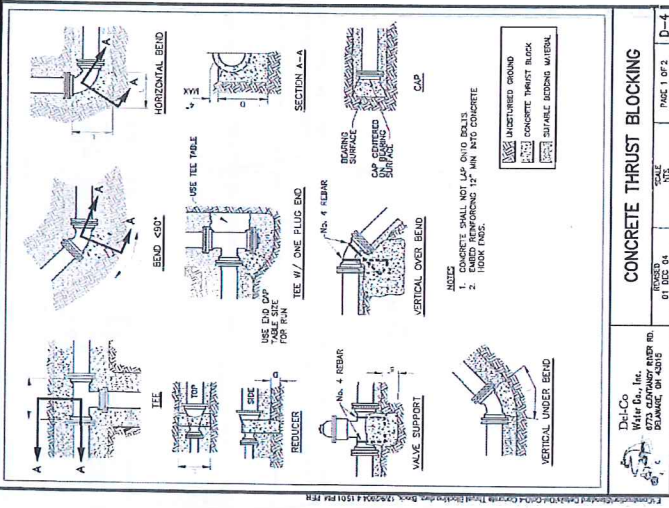 A
A
HORIZONTAL BEND
MAX
D
SECTION A-A
BEARING
SURFACE
CAP CENTERED
ON BEARING
SURFACE
CAP
A
A
BEND <90°
USE TEE TABLE
USE END CAP
TABLE SIZE
FOR RUN
TEE W/ ONE PLUG END
No. 4 REBAR
VERTICAL OVER BEND
NOTES
1. CONCRETE SHALL NOT LAP ONTO BOLTS
2. EMBED REINFORCING 12" MIN INTO CONCRETE
HOOK ENDS.
A
A
TEE
TOP
SIDE
D
REDUCER
No. 4 REBAR
VALVE SUPPORT
VERTICAL UNDER BEND
UNDISTURBED GROUND
CONCRETE THRUST BLOCK
SUITABLE BEDDING MATERIAL
Del-Co
Water Co., Inc.
6773 OLENTANGY RIVER RD.
DELAWARE, OH 43015
CONCRETE THRUST BLOCKING
REVISED
01 DEC 04
SCALE
NTS
PAGE 1 OF 2
D-4